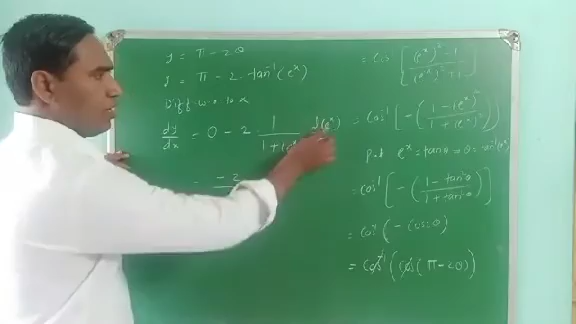 y = π - 2θ
y = π - 2 tan⁻¹(eˣ)
Diff w.r. to x
dy/dx = 0 - 2 1/1+(eˣ (eˣ)
= -2
= Cos [(eˣ)² - 1 / (eˣ)² + 1]
= Cos⁻¹ [-(1 - (eˣ)² / 1 + (eˣ)²)]
put eˣ = tanθ ⇒ θ = tan⁻¹(eˣ)
= Cos⁻¹ [-(1 - tan²θ / 1 + tan²θ)]
= Cos⁻¹ (- Cos2θ)
= Cos⁻¹ (Cos (π - 2θ))